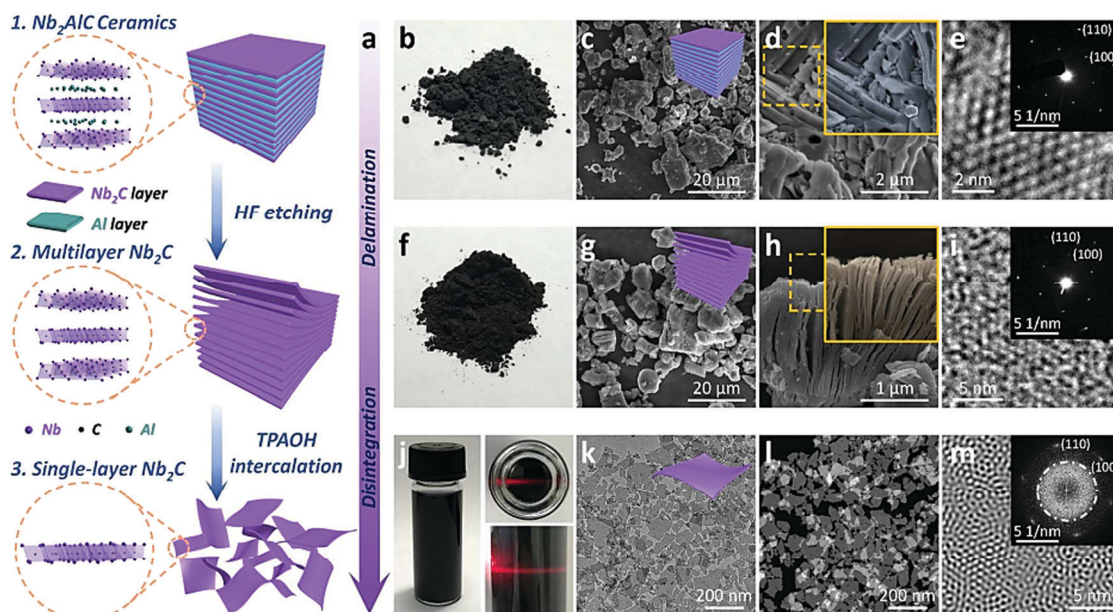 1. Nb₂AlC Ceramics
Nb₂C layer
Al layer
HF etching
2. Multilayer Nb₂C
Nb C Al
TPAOH
intercalation
3. Single-layer Nb₂C
a
Delamination
Disintegration
b
c
20 μm
d
2 μm
e
(110)
(100)
5 1/nm
2 nm
f
g
20 μm
h
1 μm
i
(110)
(100)
5 1/nm
5 nm
j
k
200 nm
l
200 nm
m
(110)
(100)
5 1/nm
5 nm